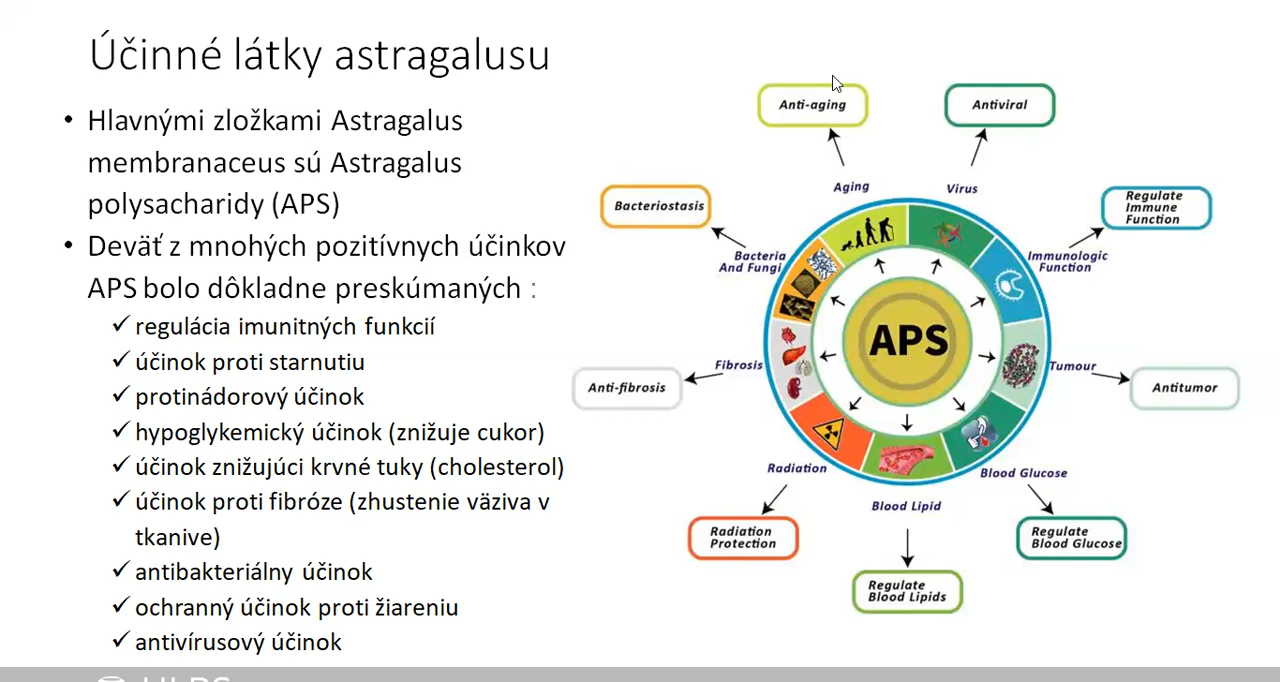 Účinné látky astragalusu
• Hlavnými zložkami Astragalus
membranaceus sú Astragalus
polysacharidy (APS)
• Deväť z mnohých pozitívnych účinkov
APS bolo dôkladne preskúmaných :
✓ regulácia imunitných funkcií
✓ účinok proti starnutiu
✓ protinádorový účinok
✓ hypoglykemický účinok (znižuje cukor)
✓ účinok znižujúci krvné tuky (cholesterol)
✓ účinok proti fibróze (zhustenie väziva v
tkanive)
✓ antibakteriálny účinok
✓ ochranný účinok proti žiareniu
✓ antivírusový účinok
Anti-aging
Antiviral
Aging
Virus
Bacteriostasis
Regulate
Immune
Function
Bacteria
And Fungi
Immunologic
Function
APS
Fibrosis
Tumour
Anti-fibrosis
Antitumor
Radiation
Blood Glucose
Blood Lipid
Radiation
Protection
Regulate
Blood Glucose
Regulate
Blood Lipids